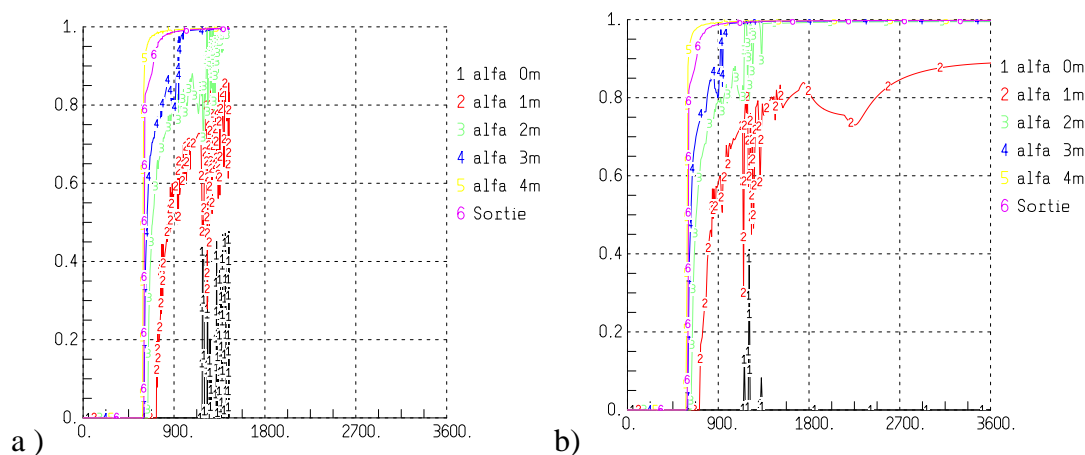 1.
0.8
0.6
0.4
0.2
0.
0. 900. 1800. 2700. 3600.
1 alfa 0m
2 alfa 1m
3 alfa 2m
4 alfa 3m
5 alfa 4m
6 Sortie
a )
1.
0.8
0.6
0.4
0.2
0.
0. 900. 1800. 2700. 3600.
1 alfa 0m
2 alfa 1m
3 alfa 2m
4 alfa 3m
5 alfa 4m
6 Sortie
b)